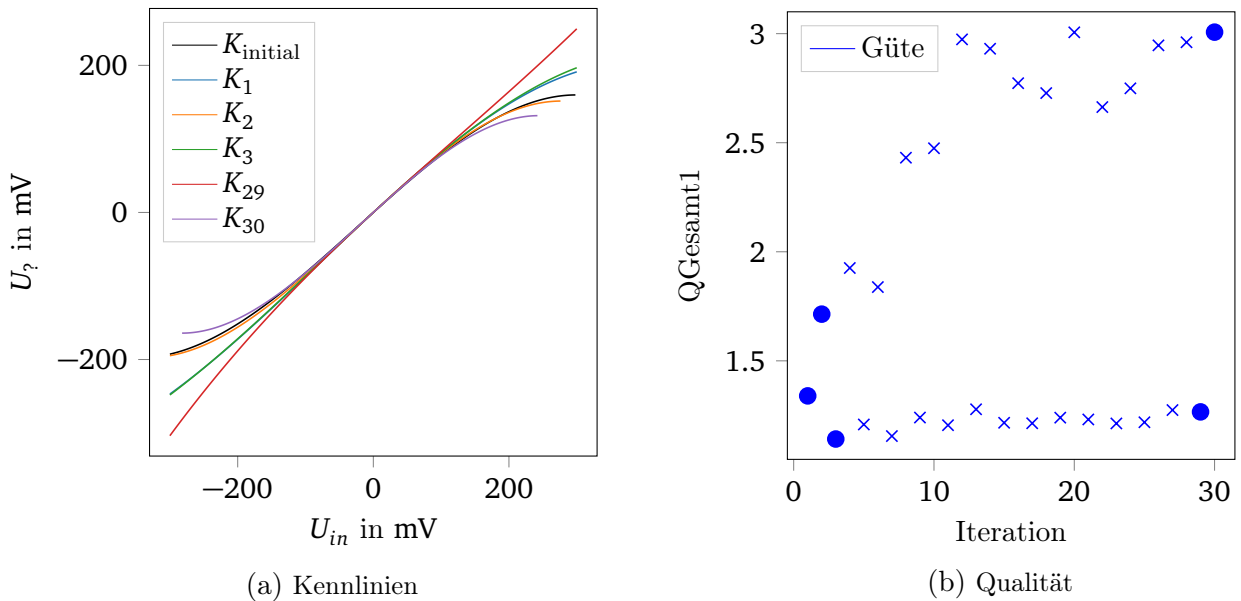 200
0
−200
−200
0
200
U? in mV
U_in in mV
K_initial
K_1
K_2
K_3
K_29
K_30
(a) Kennlinien
3
2.5
2
1.5
0
10
20
30
QGesamt1
Iteration
Güte
(b) Qualität